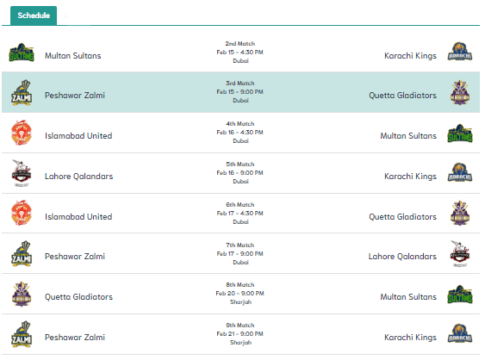 Schedule
2nd Match
Multan Sultans Feb 15 - 4:30 PM Karachi Kings
Dubai
3rd Match
Peshawar Zalmi Feb 15 - 9:00 PM Quetta Gladiators
Dubai
4th Match
Islamabad United Feb 16 - 4:30 PM Multan Sultans
Dubai
5th Match
Lahore Qalandars Feb 16 - 9:00 PM Karachi Kings
Dubai
6th Match
Islamabad United Feb 17 - 4:30 PM Quetta Gladiators
Dubai
7th Match
Peshawar Zalmi Feb 17 - 9:00 PM Lahore Qalandars
Dubai
8th Match
Quetta Gladiators Feb 20 - 9:00 PM Multan Sultans
Sharjah
9th Match
Peshawar Zalmi Feb 21 - 9:00 PM Karachi Kings
Sharjah